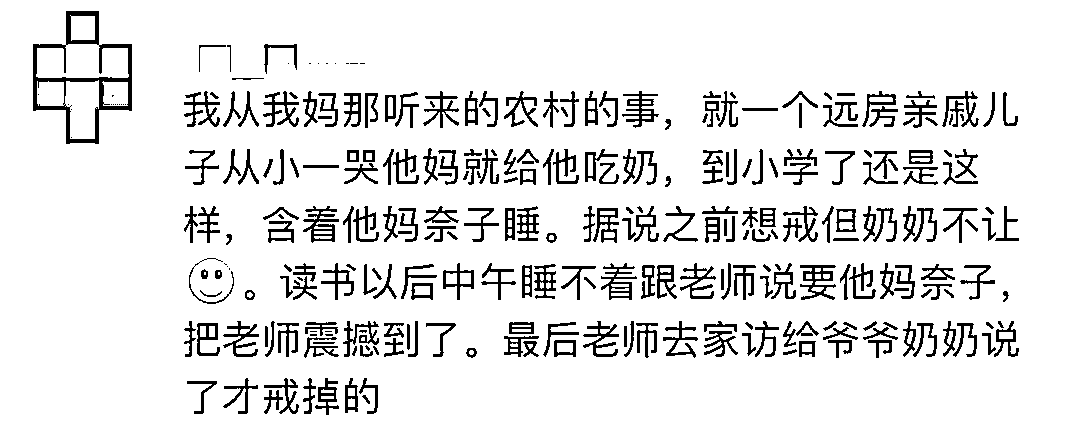 我从我妈那听来的农村的事，就一个远房亲戚儿
子从小一哭他妈就给他吃奶，到小学了还是这
样，含着他妈奈子睡。据说之前想戒但奶奶不让
。读书以后中午睡不着跟老师说要他妈奈子，
把老师震撼到了。最后老师去家访给爷爷奶奶说
了才戒掉的